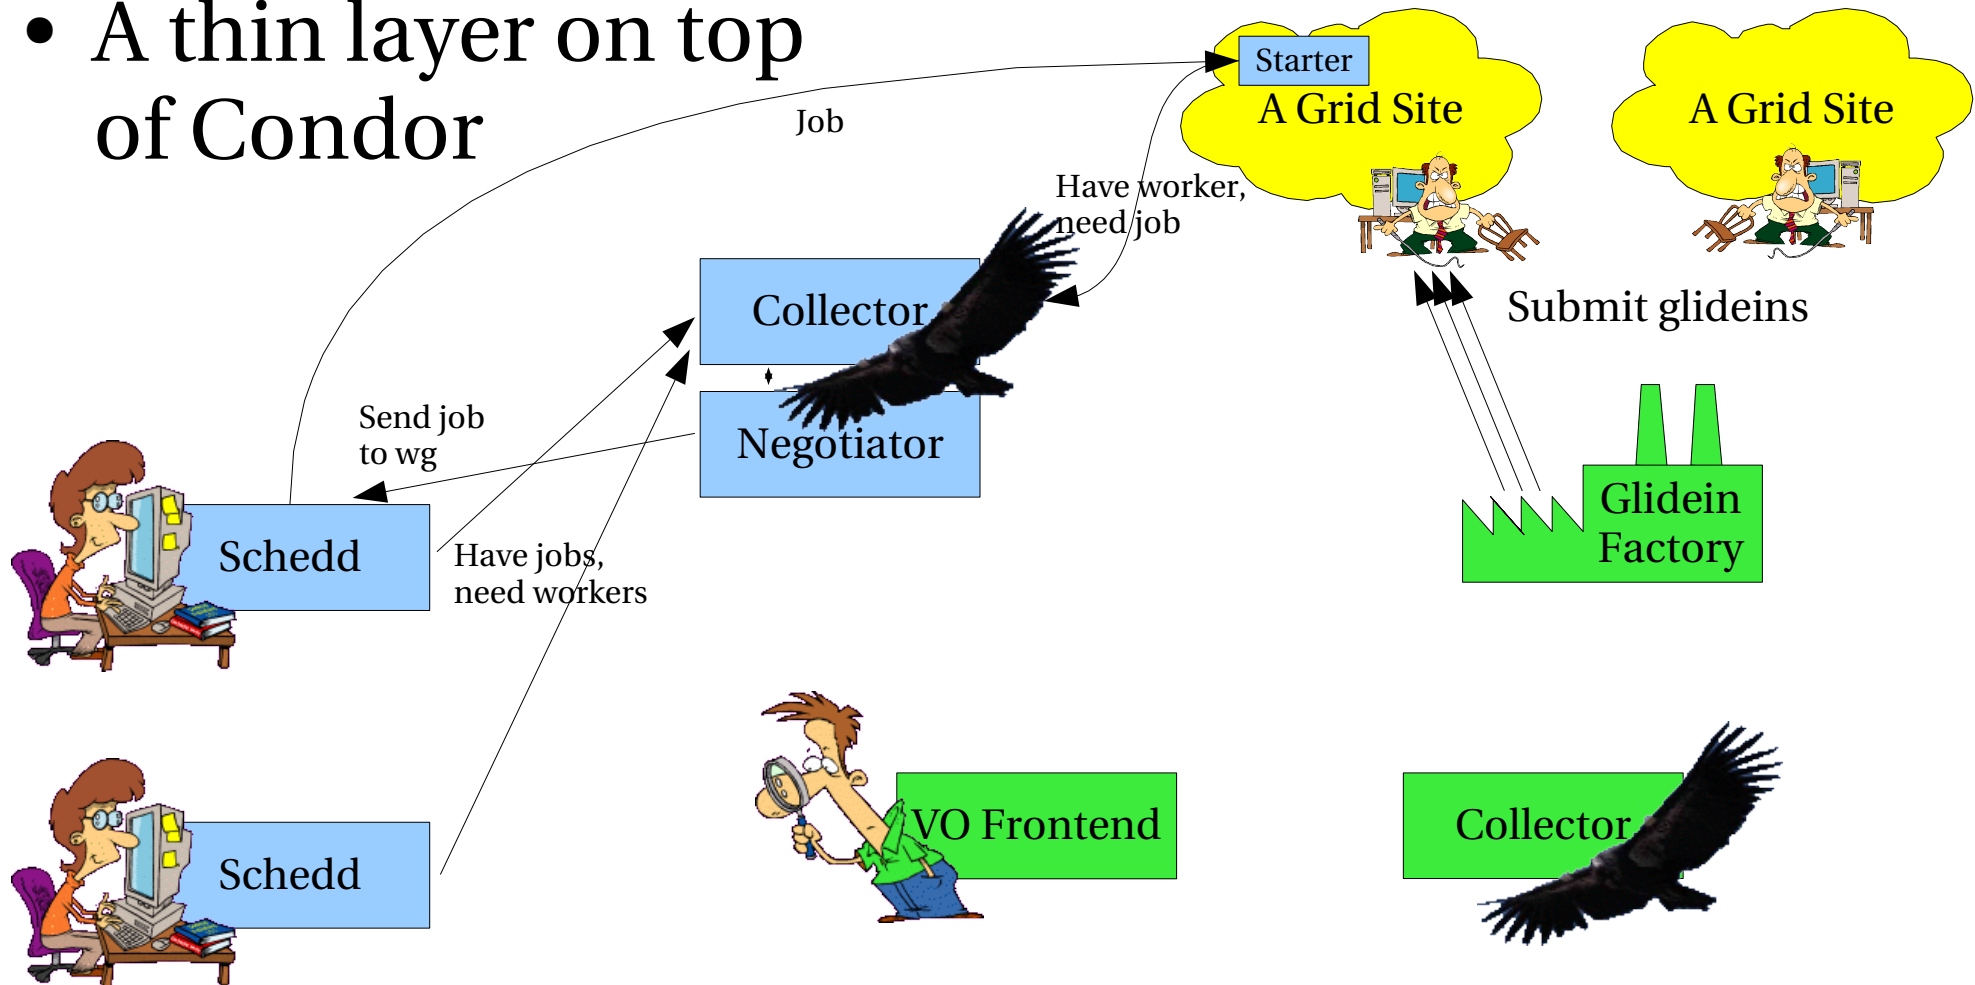 • A thin layer on top
of Condor
Starter
A Grid Site
A Grid Site
Job
Have worker,
need job
Collector
Submit glideins
Send job
to wg
Negotiator
Glidein
Factory
Schedd
Have jobs,
need workers
VO Frontend
Collector
Schedd